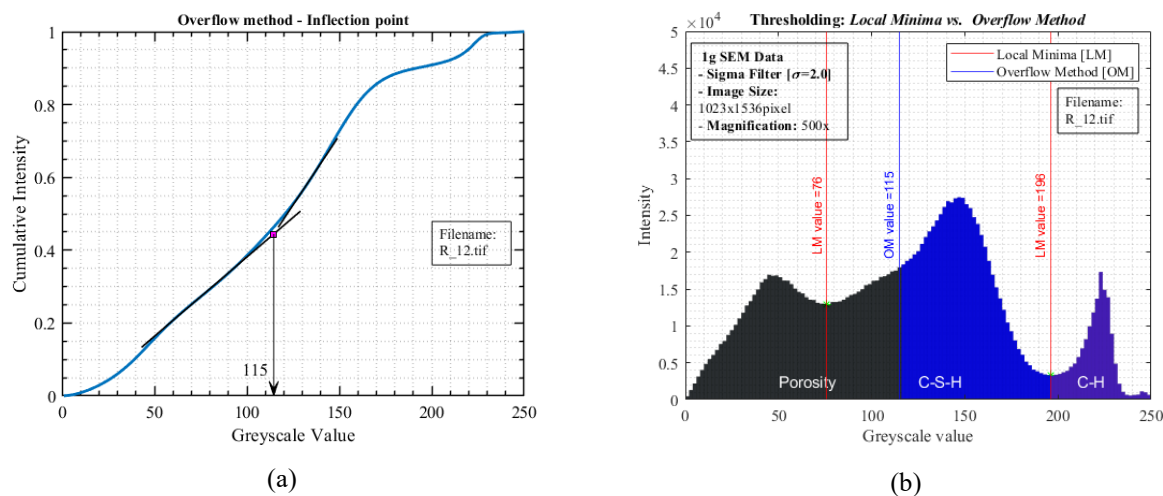 Overflow method - Inflection point
1
0.8
0.6
0.4
0.2
0
Cumulative Intensity
Filename:
R_12.tif
115
0 50 100 150 200 250
Greyscale Value
(a)
Thresholding: Local Minima vs. Overflow Method
×10⁴
5
4.5
4
3.5
3
2.5
2
1.5
1
0.5
0
Intensity
1g SEM Data
- Sigma Filter [σ=2.0]
- Image Size:
1023x1536pixel
- Magnification: 500x
Local Minima [LM]
Overflow Method [OM]
Filename:
R_12.tif
LM value =76
OM value =115
LM value =196
Porosity
C-S-H
C-H
0 50 100 150 200 250
Greyscale value
(b)